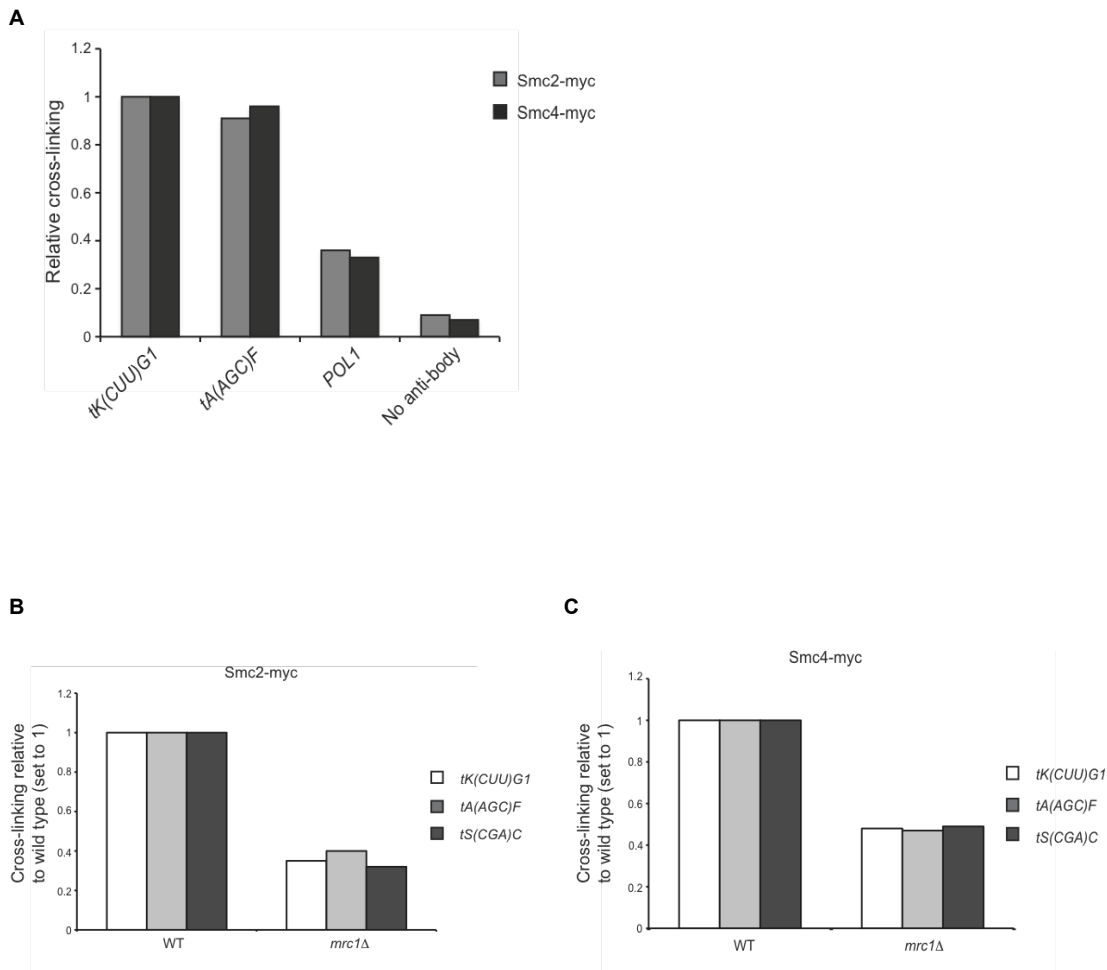 A
1.2
1
0.8
0.6
0.4
0.2
0
Relative cross-linking
Smc2-myc
Smc4-myc
tK(CUU)G1
tA(AGC)F
POL1
No anti-body
B
Smc2-myc
1.2
1
0.8
0.6
0.4
0.2
0
Cross-linking relative
to wild type (set to 1)
tK(CUU)G1
tA(AGC)F
tS(CGA)C
WT
mrc1Δ
C
Smc4-myc
1.2
1
0.8
0.6
0.4
0.2
0
Cross-linking relative
to wild type (set to 1)
tK(CUU)G1
tA(AGC)F
tS(CGA)C
WT
mrc1Δ